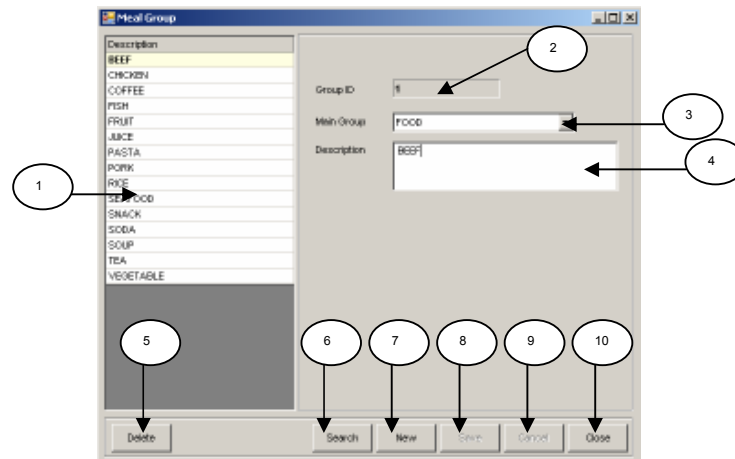 Meal Group
Description
BEEF
CHICKEN
COFFEE
FISH
FRUIT
JUICE
PASTA
PORK
RICE
SEAFOOD
SNACK
SODA
SOUP
TEA
VEGETABLE
Group ID 1
Main Group FOOD
Description BEEF
1
2
3
4
5 6 7 8 9 10
Delete Search New Save Cancel Close